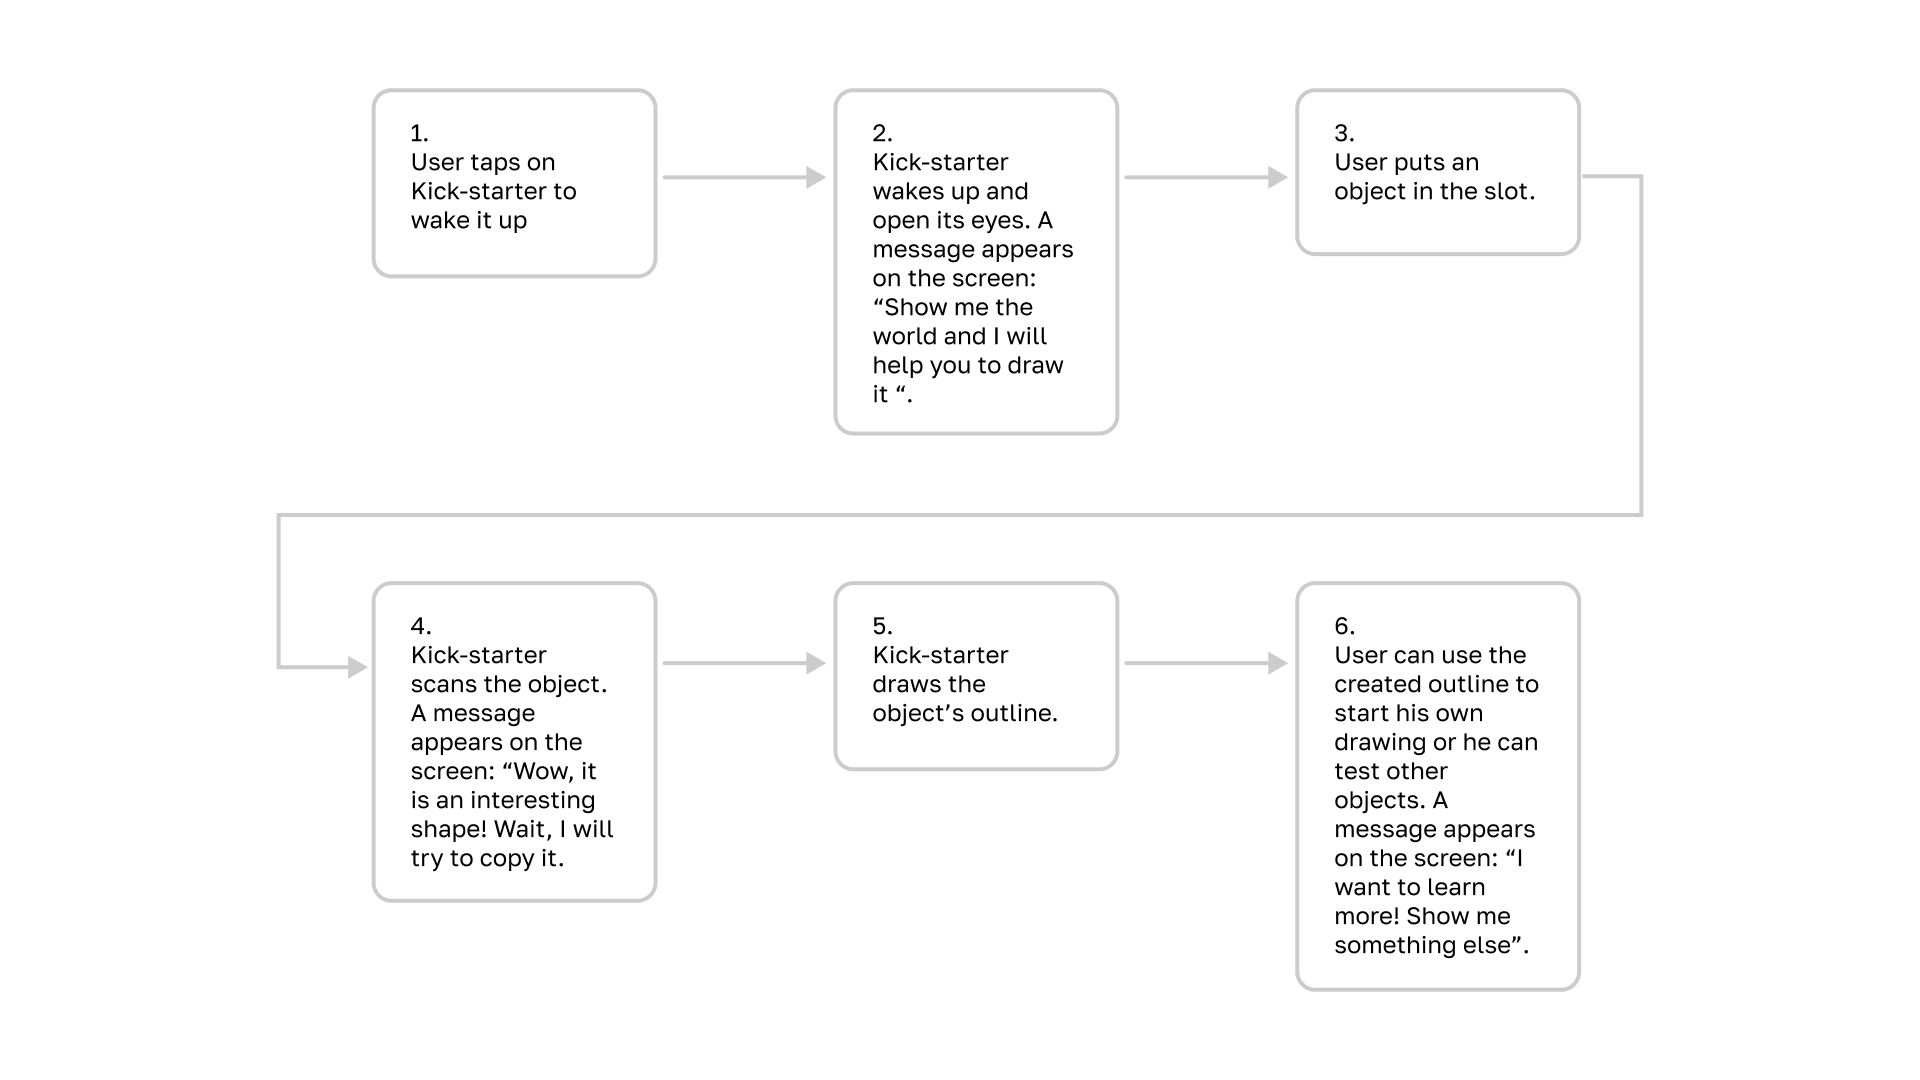 1.
User taps on
Kick-starter to
wake it up
2.
Kick-starter
wakes up and
open its eyes. A
message appears
on the screen:
“Show me the
world and I will
help you to draw
it “.
3.
User puts an
object in the slot.
4.
Kick-starter
scans the object.
A message
appears on the
screen: “Wow, it
is an interesting
shape! Wait, I will
try to copy it.
5.
Kick-starter
draws the
object’s outline.
6.
User can use the
created outline to
start his own
drawing or he can
test other
objects. A
message appears
on the screen: “I
want to learn
more! Show me
something else”.